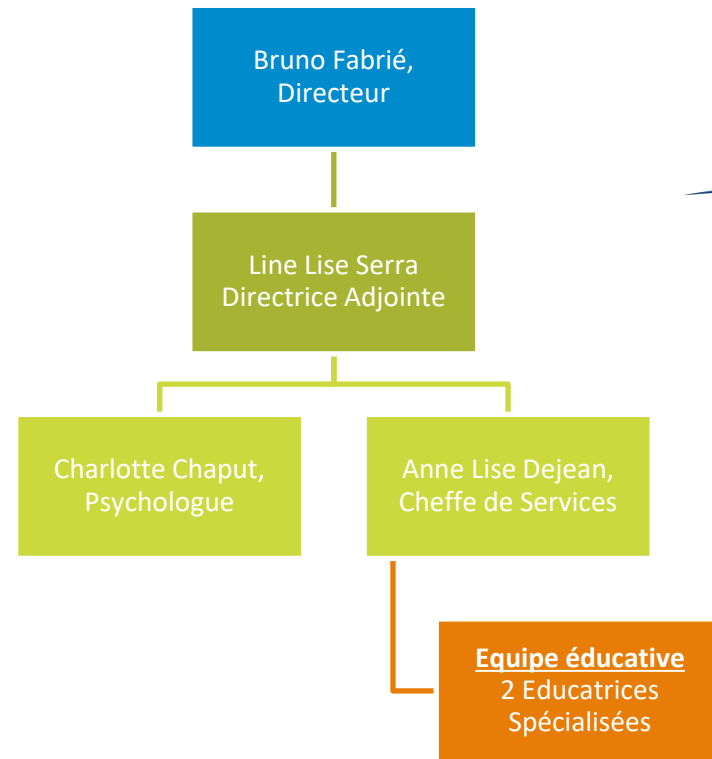 Bruno Fabrié,
Directeur
Line Lise Serra
Directrice Adjointe
Charlotte Chaput,
Psychologue
Anne Lise Dejean,
Cheffe de Services
Equipe éducative
2 Educatrices
Spécialisées